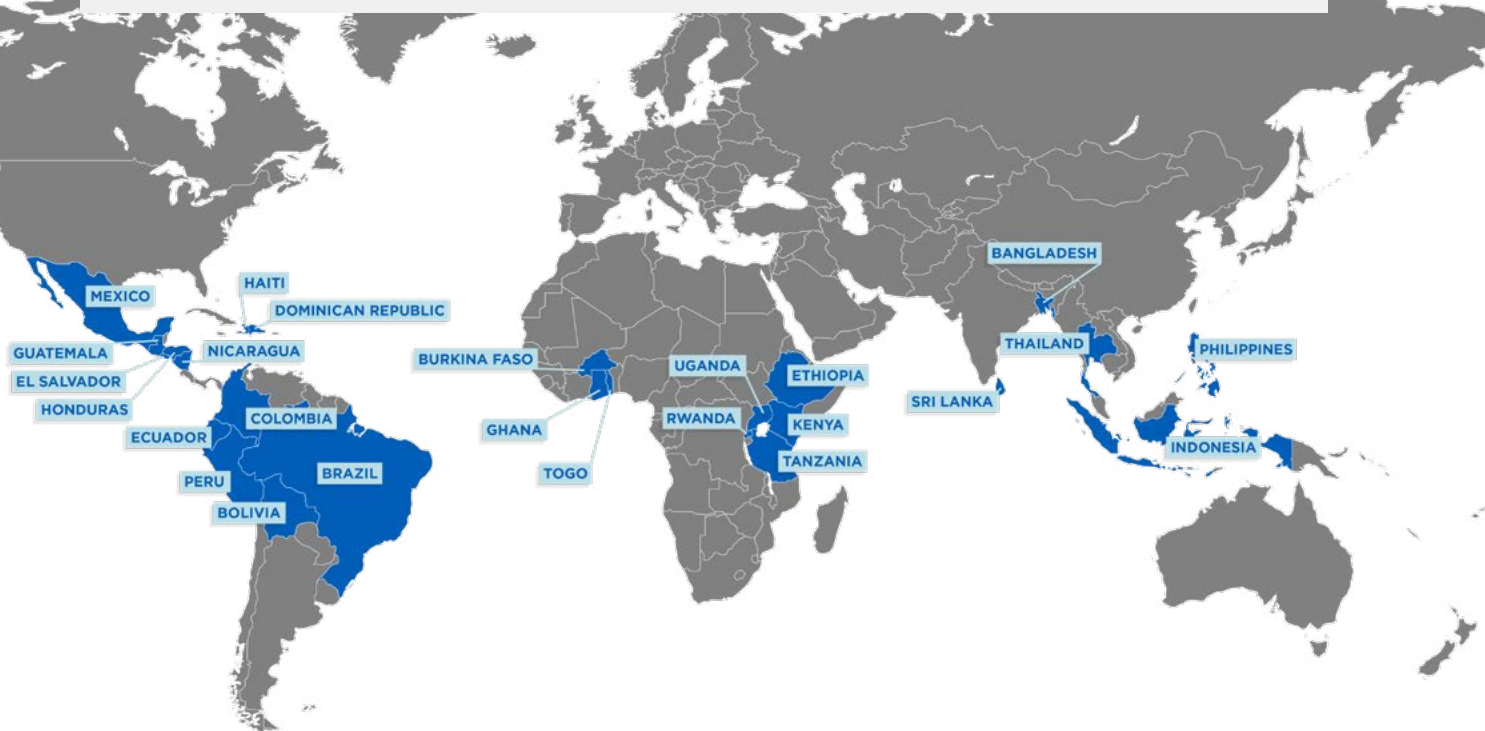 BANGLADESH
HAITI
MEXICO
DOMINICAN REPUBLIC
THAILAND
PHILIPPINES
GUATEMALA
NICARAGUA
BURKINA FASO
UGANDA
ETHIOPIA
EL SALVADOR
SRI LANKA
HONDURAS
COLOMBIA
RWANDA
KENYA
GHANA
ECUADOR
INDONESIA
TANZANIA
BRAZIL
TOGO
PERU
BOLIVIA